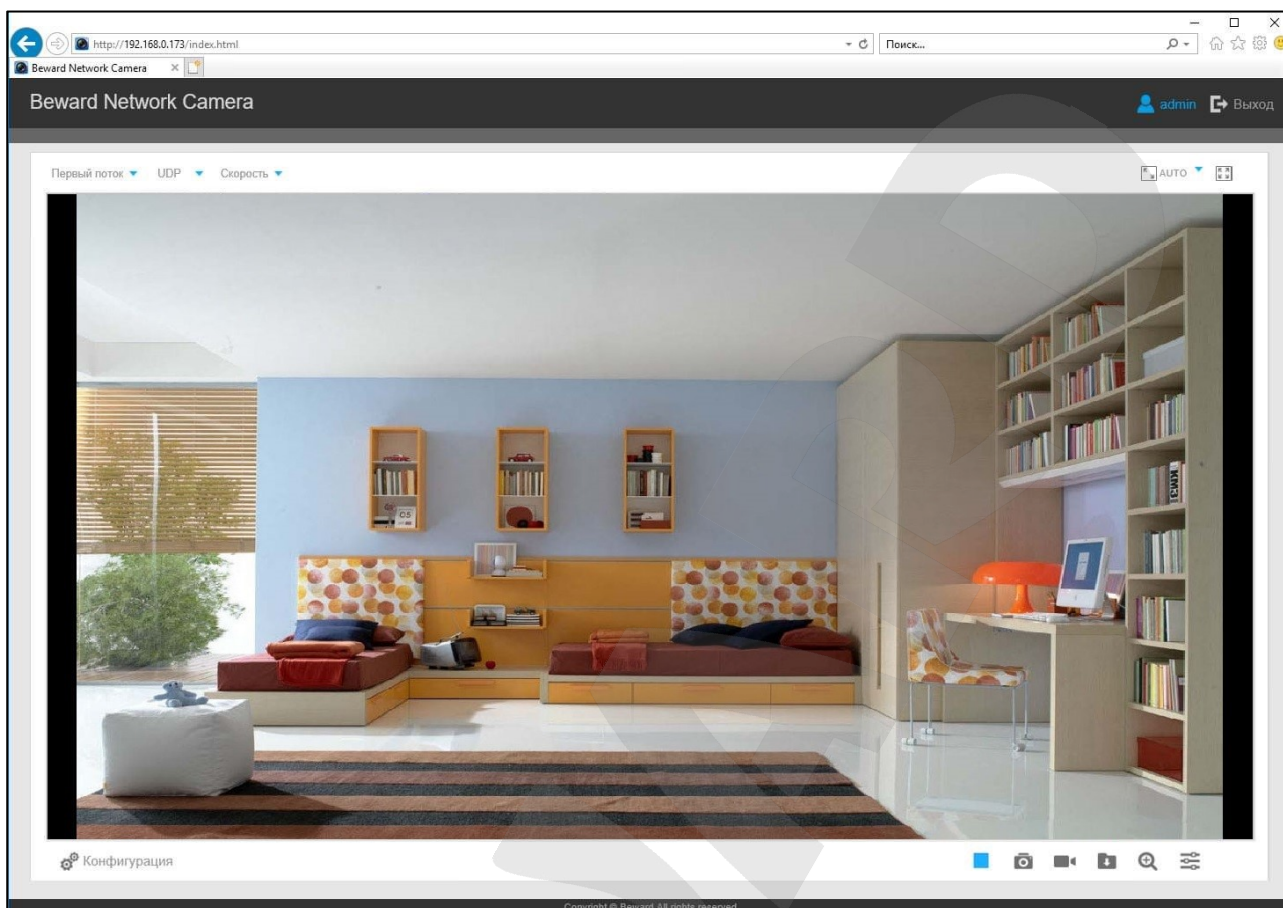 http://192.168.0.173/index.html
Поиск...
Beward Network Camera
Beward Network Camera
admin
Выход
Первый поток
UDP
Скорость
AUTO
05
Конфигурация
Copyright © Beward All rights reserved